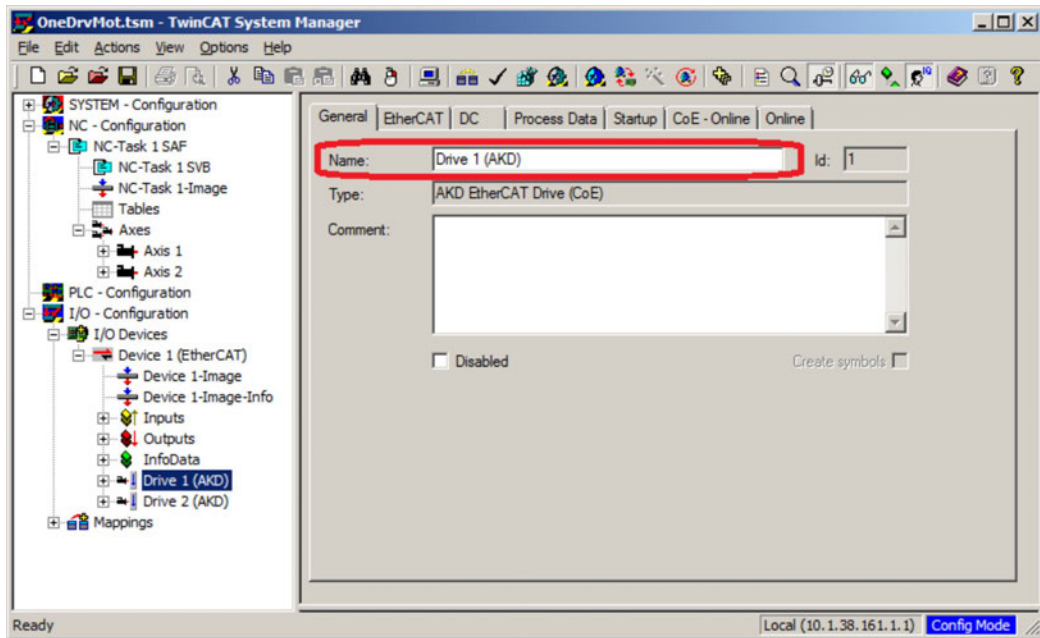 OneDrvMot.tsm - TwinCAT System Manager
File Edit Actions View Options Help
SYSTEM - Configuration
NC - Configuration
NC-Task 1 SAF
NC-Task 1 SVB
NC-Task 1-Image
Tables
Axes
Axis 1
Axis 2
PLC - Configuration
I/O - Configuration
I/O Devices
Device 1 (EtherCAT)
Device 1-Image
Device 1-Image-Info
Inputs
Outputs
InfoData
Drive 1 (AKD)
Drive 2 (AKD)
Mappings
General EtherCAT DC Process Data Startup CoE - Online Online
Name: Drive 1 (AKD) Id: 1
Type: AKD EtherCAT Drive (CoE)
Comment:
Disabled Create symbols
Ready Local (10.1.38.161.1.1) Config Mode